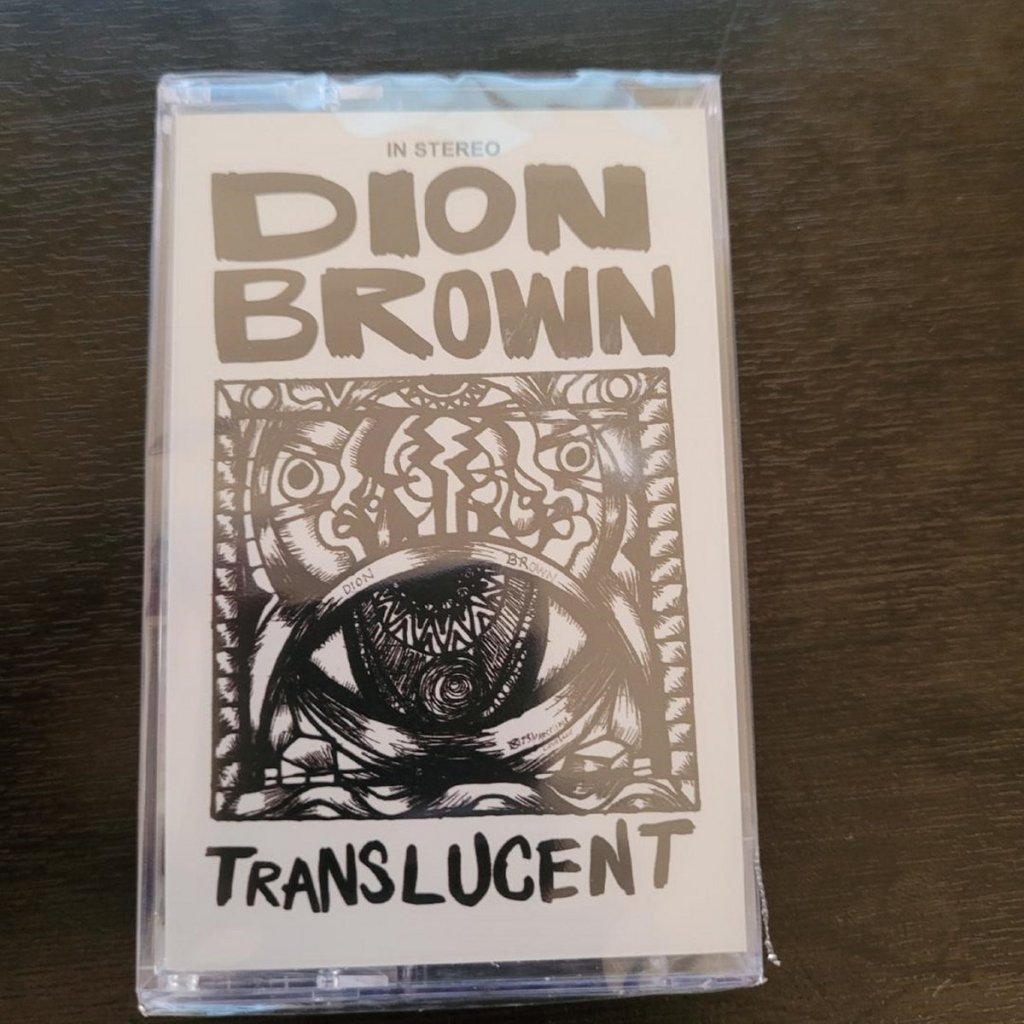 IN STEREO
DION
BROWN
DION BROWN
TRANSLUCENT